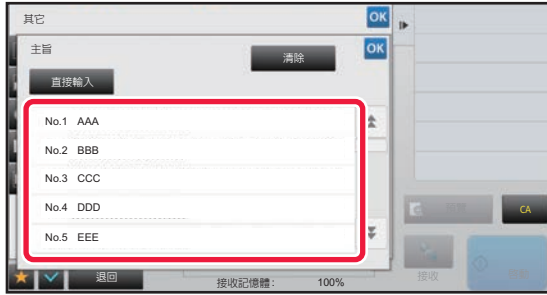 其它
OK
主旨
清除
OK
直接輸入
No.1 AAA
No.2 BBB
No.3 CCC
No.4 DDD
No.5 EEE
CA
退回
接收記憶體: 100%
接收